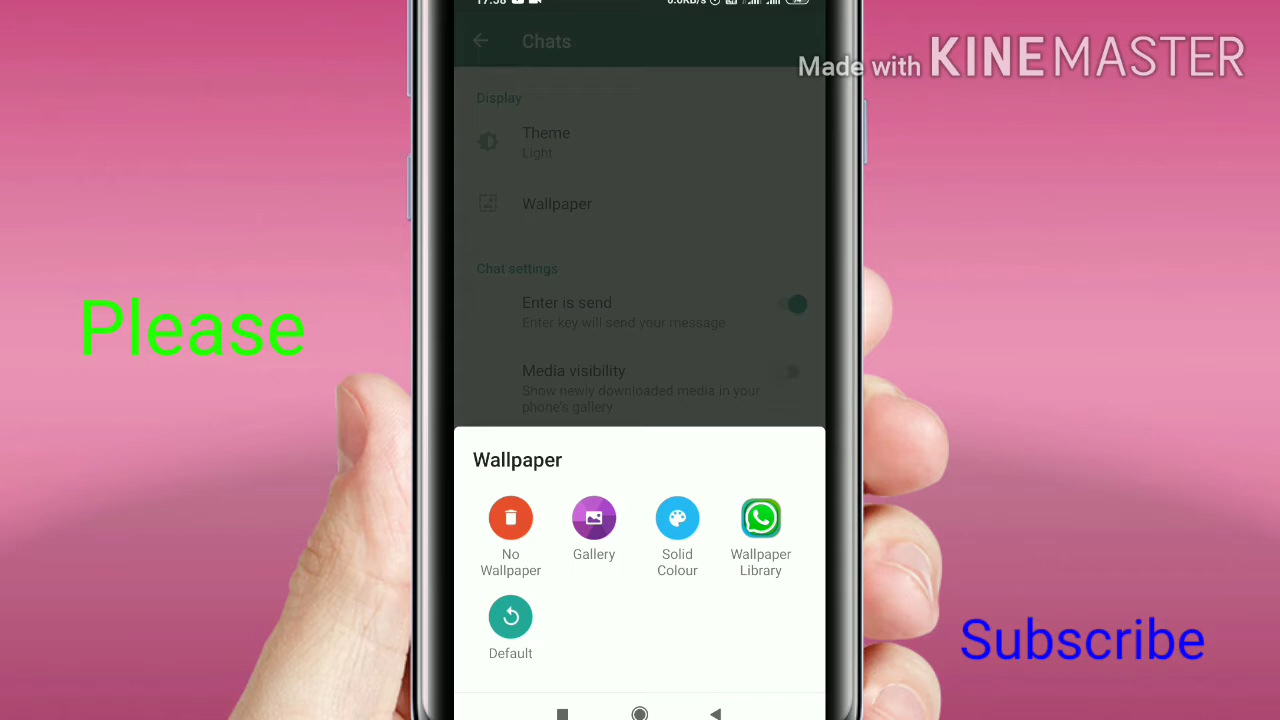 17:58
Chats
Made with KINEMASTER
Display
Theme
Light
Wallpaper
Chat settings
Enter is send
Enter key will send your message
Media visibility
Show newly downloaded media in your
phone's gallery
Please
Wallpaper
No
Wallpaper
Gallery
Solid
Colour
Wallpaper
Library
Default
Subscribe